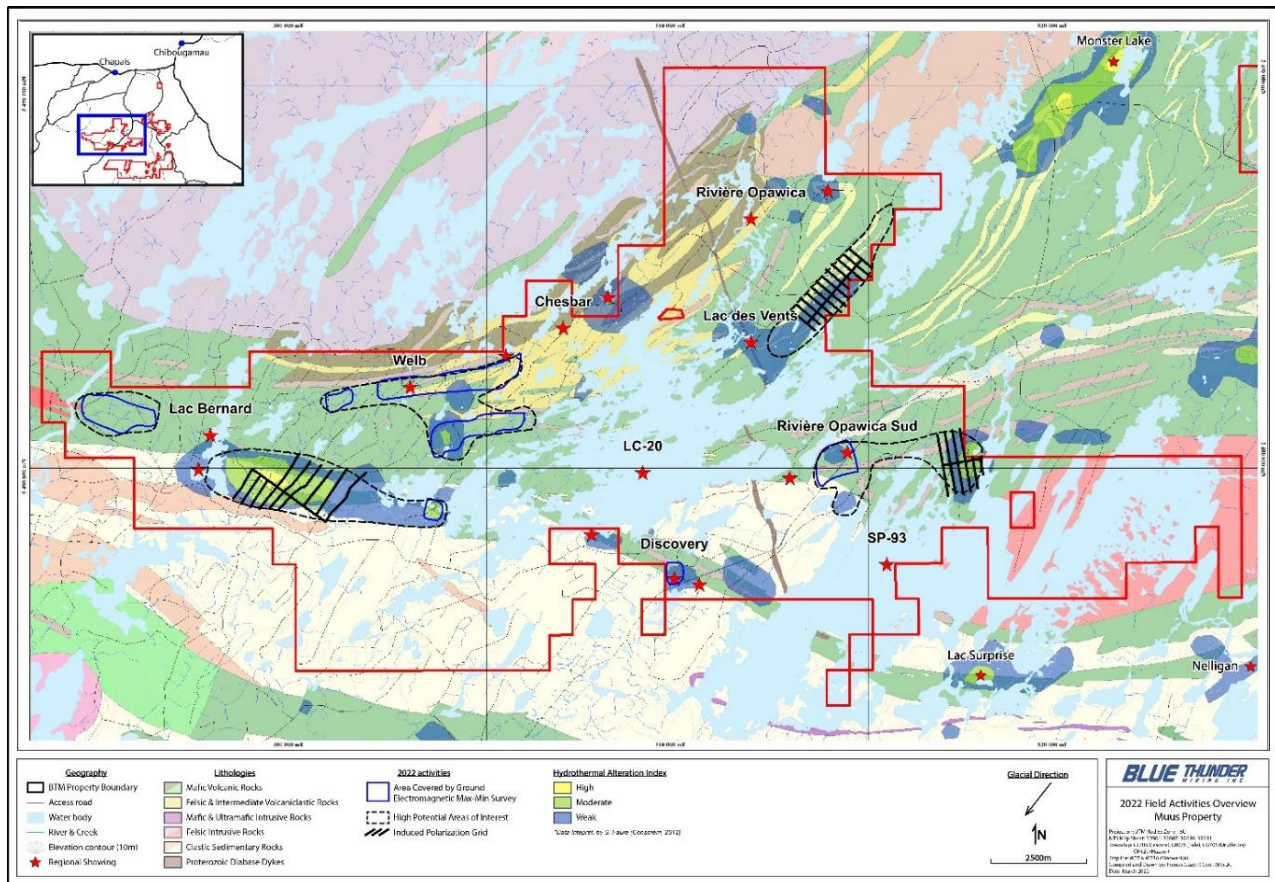 Chibougamau
Chapais
Monster Lake
Rivière Opawica
Chesbar
Lac des Vents
Welb
Lac Bernard
Rivière Opawica Sud
LC-20
Discovery
SP-93
Lac Surprise
Nelligan
Geography
BTM Property Boundary
Access road
Water body
River & Creek
Elevation contour (10m)
Regional Showing
Lithologies
Mafic Volcanic Rocks
Felsic & Intermediate Volcaniclastic Rocks
Mafic & Ultramafic Intrusive Rocks
Felsic Intrusive Rocks
Clastic Sedimentary Rocks
Proterozoic Diabase Dykes
2022 activities
Area Covered by Ground
Electromagnetic Max-Min Survey
High Potential Areas of Interest
Induced Polarization Grid
Hydrothermal Alteration Index
High
Moderate
Weak
Glacial Direction
N
2500m
BLUE THUNDER
MINING INC.
2022 Field Activities Overview
Muus Property
Date: March 2022